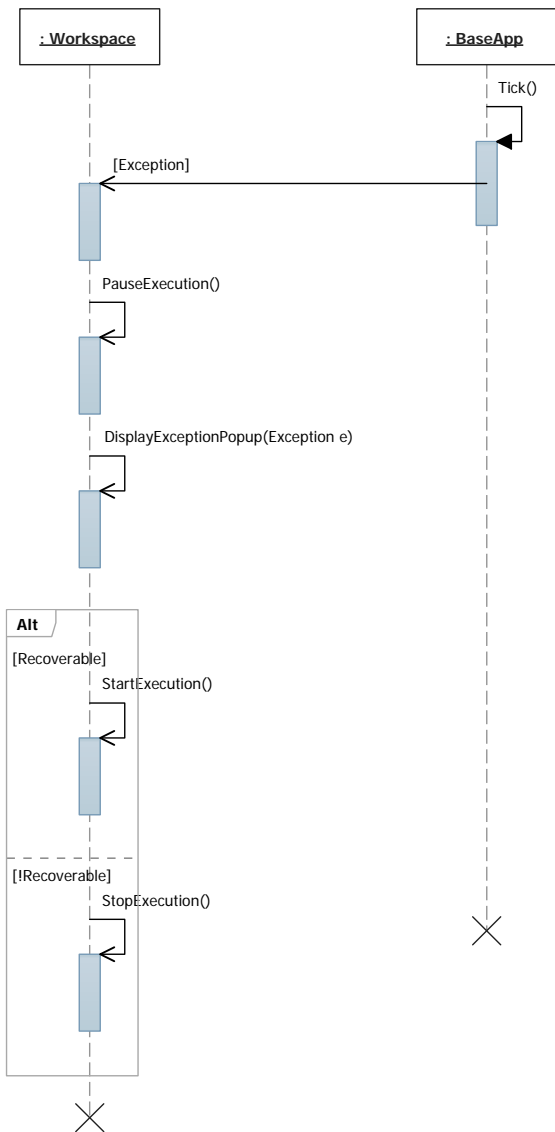 : Workspace
: BaseApp
Tick()
[Exception]
PauseExecution()
DisplayExceptionPopup(Exception e)
Alt
[Recoverable]
StartExecution()
[!Recoverable]
StopExecution()